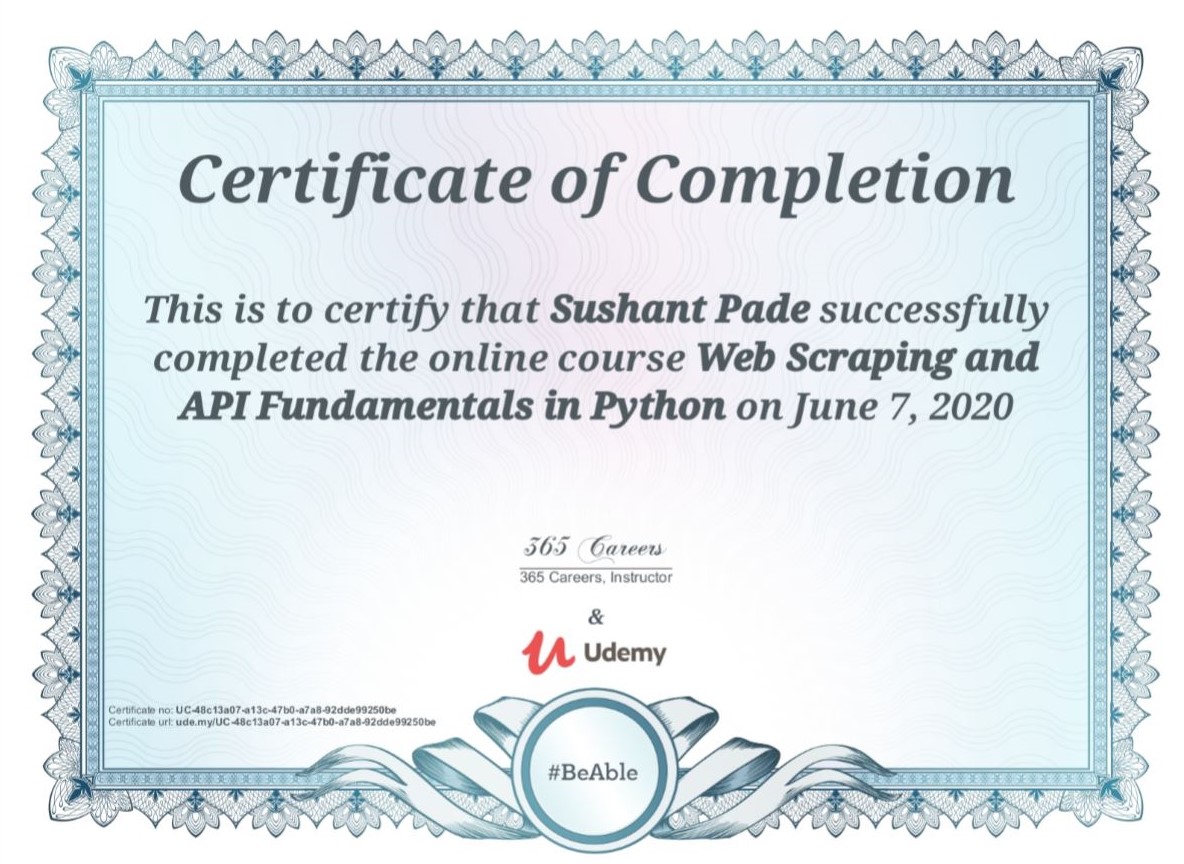 Certificate of Completion
This is to certify that Sushant Pade successfully
completed the online course Web Scraping and
API Fundamentals in Python on June 7, 2020
365 Careers
365 Careers, Instructor
&
Udemy
Certificate no: UC-48c13a07-a13c-47b0-a7a8-92dde99250be
Certificate url: ude.my/UC-48c13a07-a13c-47b0-a7a8-92dde99250be
#BeAble